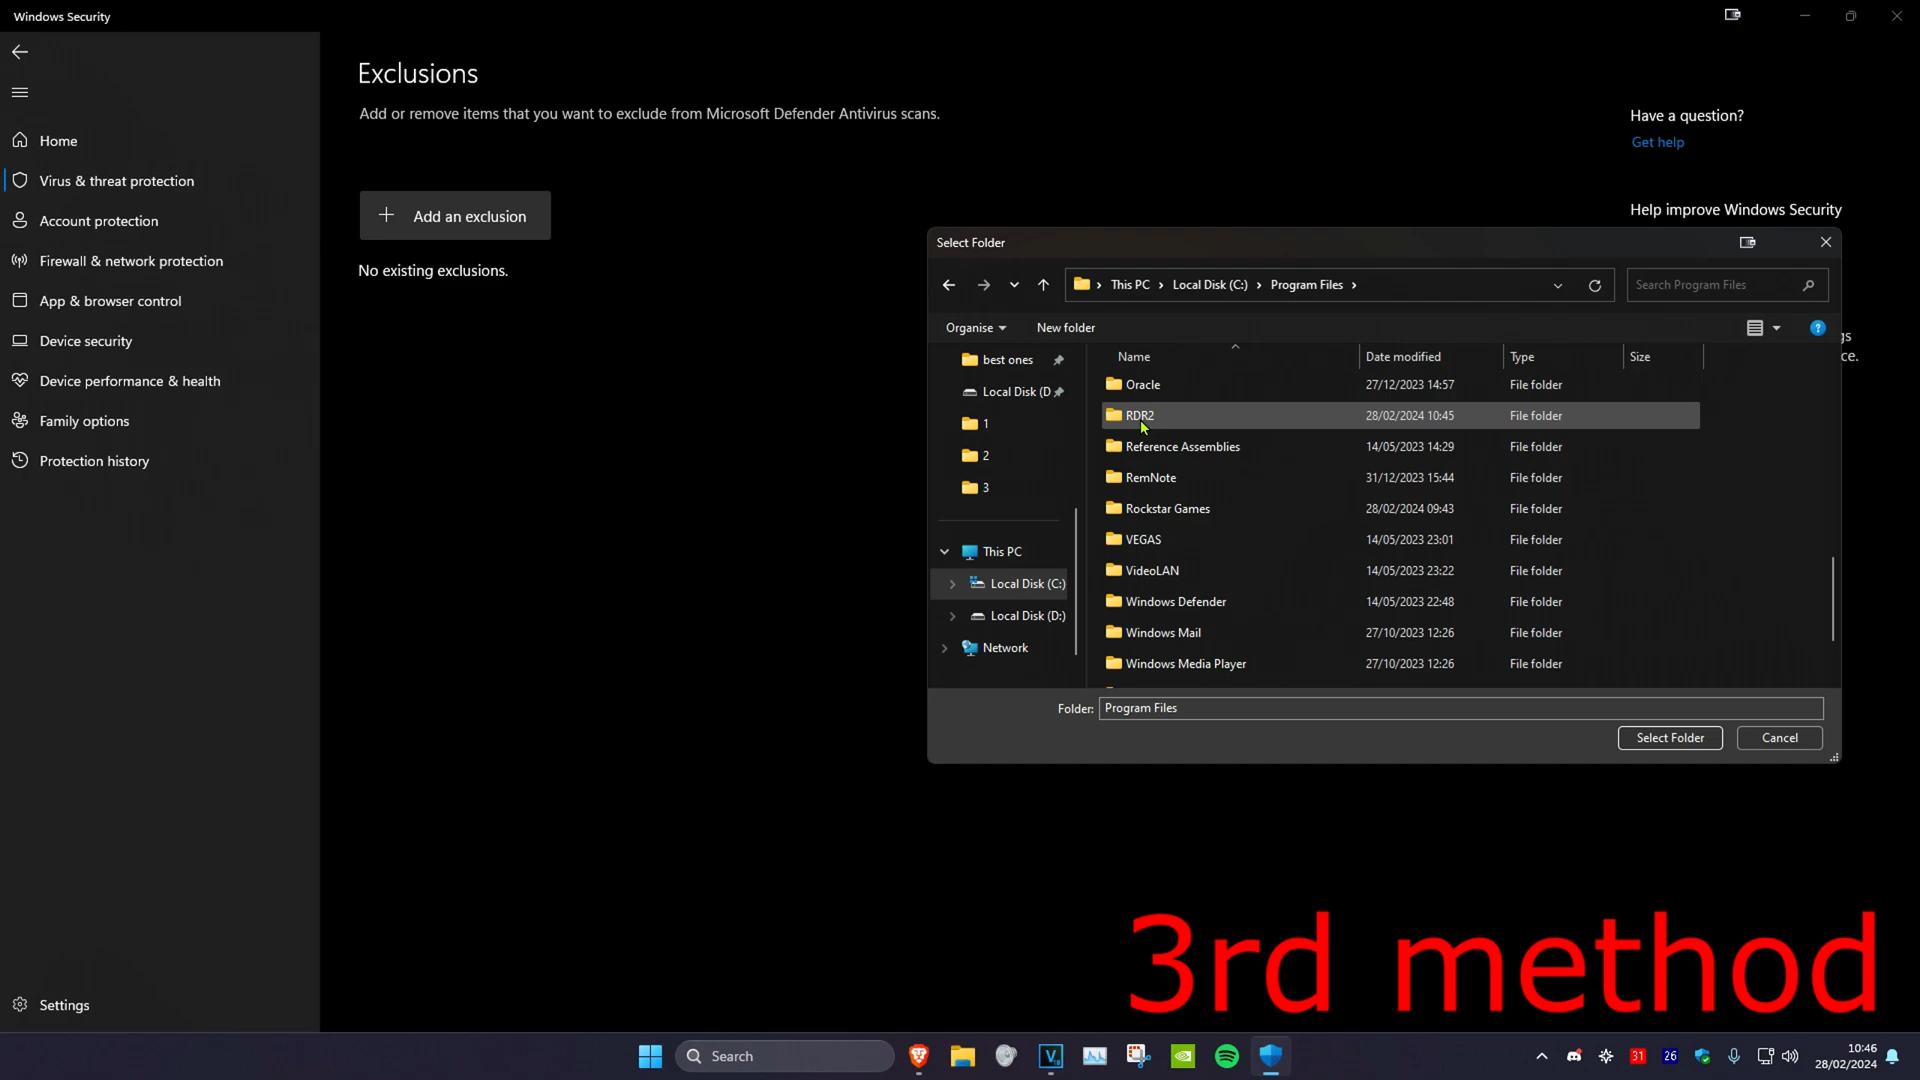 Windows Security
Home
Virus & threat protection
Account protection
Firewall & network protection
App & browser control
Device security
Device performance & health
Family options
Protection history
Settings
Exclusions
Add or remove items that you want to exclude from Microsoft Defender Antivirus scans.
Add an exclusion
No existing exclusions.
Have a question?
Get help
Help improve Windows Security
gs
ce.
Select Folder
This PC
Local Disk (C:)
Program Files
Search Program Files
Organise
New folder
best ones
Local Disk (D
1
2
3
This PC
Local Disk (C:)
Local Disk (D:)
Network
Name Date modified Type Size
Oracle 27/12/2023 14:57 File folder
RDR2 28/02/2024 10:45 File folder
Reference Assemblies 14/05/2023 14:29 File folder
RemNote 31/12/2023 15:44 File folder
Rockstar Games 28/02/2024 09:43 File folder
VEGAS 14/05/2023 23:01 File folder
VideoLAN 14/05/2023 23:22 File folder
Windows Defender 14/05/2023 22:48 File folder
Windows Mail 27/10/2023 12:26 File folder
Windows Media Player 27/10/2023 12:26 File folder
Folder: Program Files
Select Folder
Cancel
3rd method
Search
31
26
10:46
28/02/2024